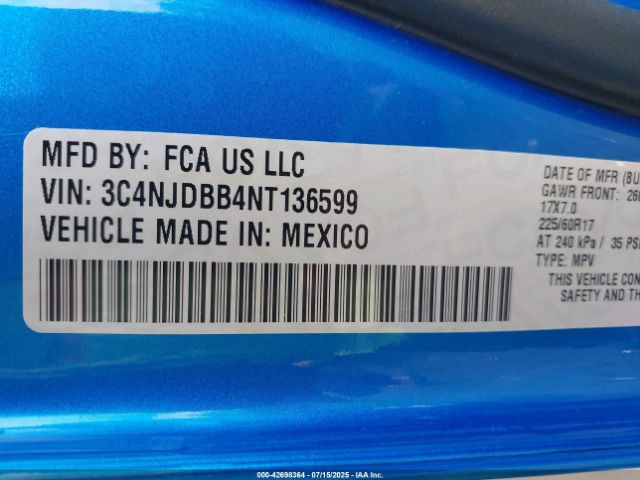 MFD BY: FCA US LLC
VIN: 3C4NJDBB4NT136599
VEHICLE MADE IN: MEXICO
DATE OF MFR (BU
GAWR FRONT: 260
17X7.0
225/60R17
AT 240 kPa / 35 PSI
TYPE: MPV
THIS VEHICLE CON
SAFETY AND TH
000-42698364 - 07/15/2025 - IAA Inc.